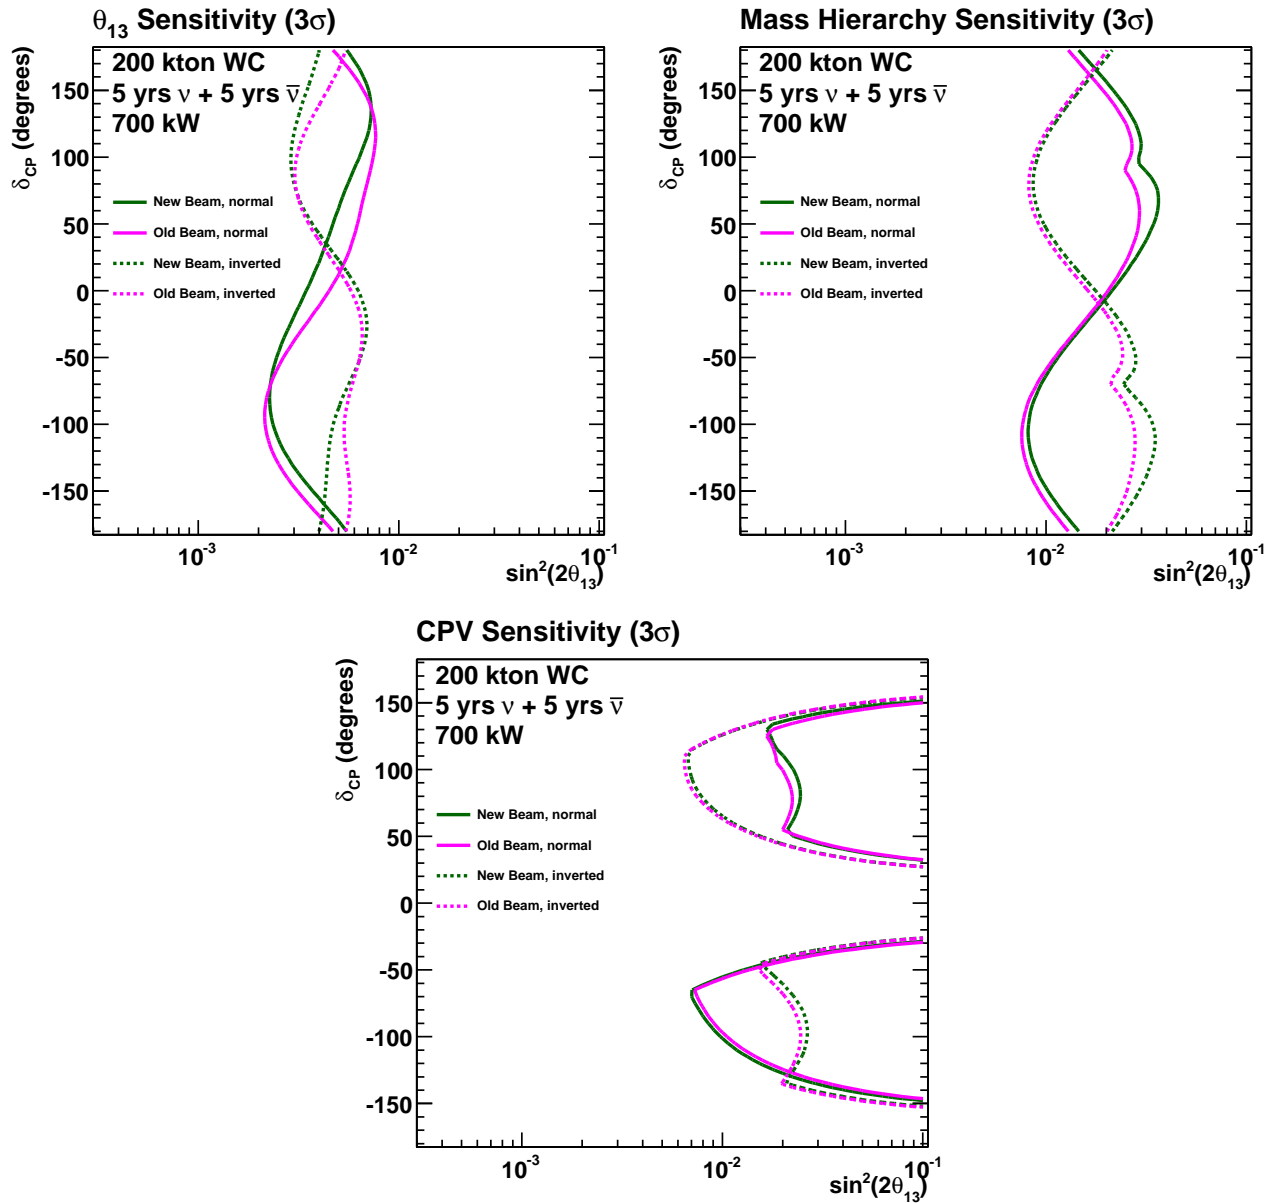 θ13 Sensitivity (3σ)
δCP (degrees)
200 kton WC
5 yrs ν + 5 yrs ν̅
700 kW
New Beam, normal
Old Beam, normal
New Beam, inverted
Old Beam, inverted
150
100
50
0
-50
-100
-150
10-3
10-2
10-1
sin2(2θ13)
Mass Hierarchy Sensitivity (3σ)
δCP (degrees)
200 kton WC
5 yrs ν + 5 yrs ν̅
700 kW
New Beam, normal
Old Beam, normal
New Beam, inverted
Old Beam, inverted
150
100
50
0
-50
-100
-150
10-3
10-2
10-1
sin2(2θ13)
CPV Sensitivity (3σ)
δCP (degrees)
200 kton WC
5 yrs ν + 5 yrs ν̅
700 kW
New Beam, normal
Old Beam, normal
New Beam, inverted
Old Beam, inverted
150
100
50
0
-50
-100
-150
10-3
10-2
10-1
sin2(2θ13)